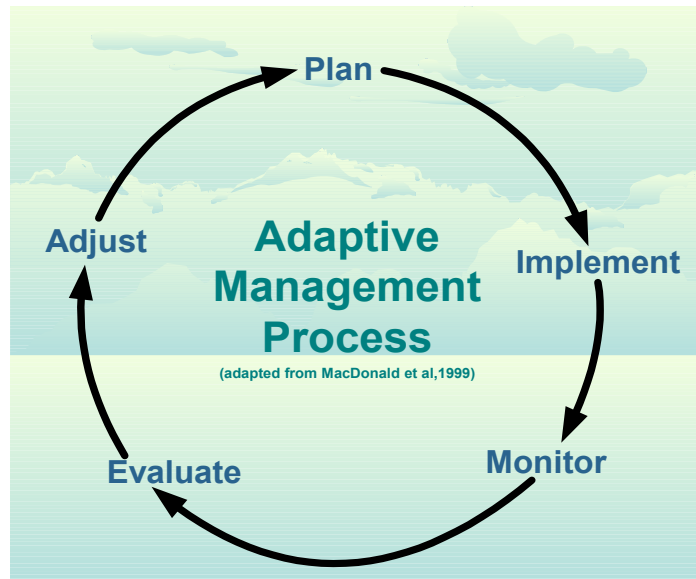 Plan
Adjust
Implement
Adaptive
Management
Process
(adapted from MacDonald et al,1999)
Evaluate
Monitor